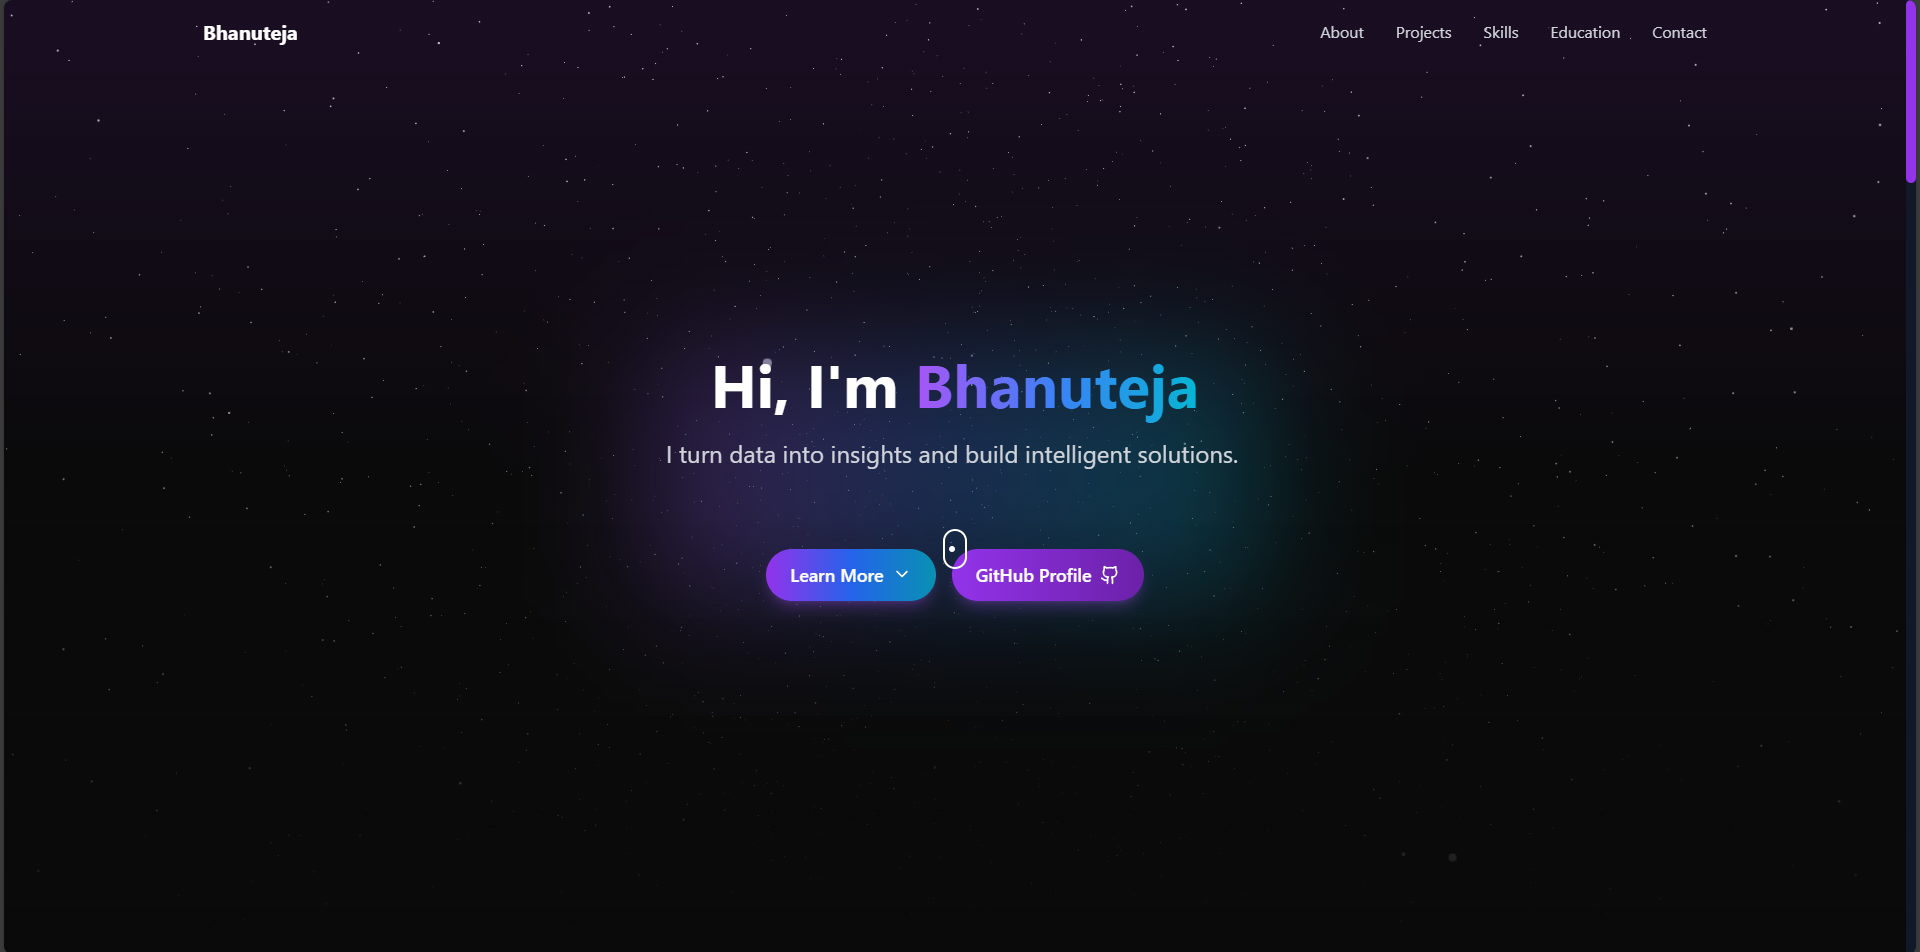 Bhanuteja
About Projects Skills Education Contact
Hi, I'm Bhanuteja
I turn data into insights and build intelligent solutions.
Learn More
GitHub Profile